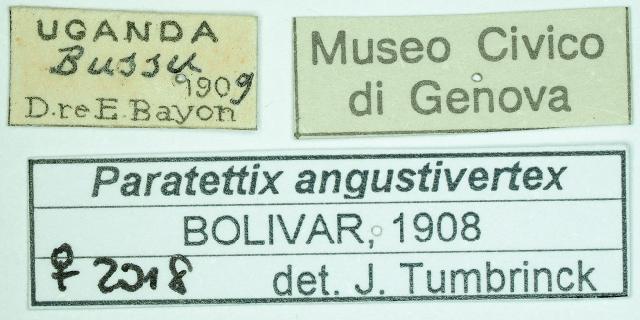 UGANDA
Bussu
1909
D.re E. Bayon
Museo Civico
di Genova
Paratettix angustivertex
BOLIVAR, 1908
♀ 2018 det. J. Tumbrinck